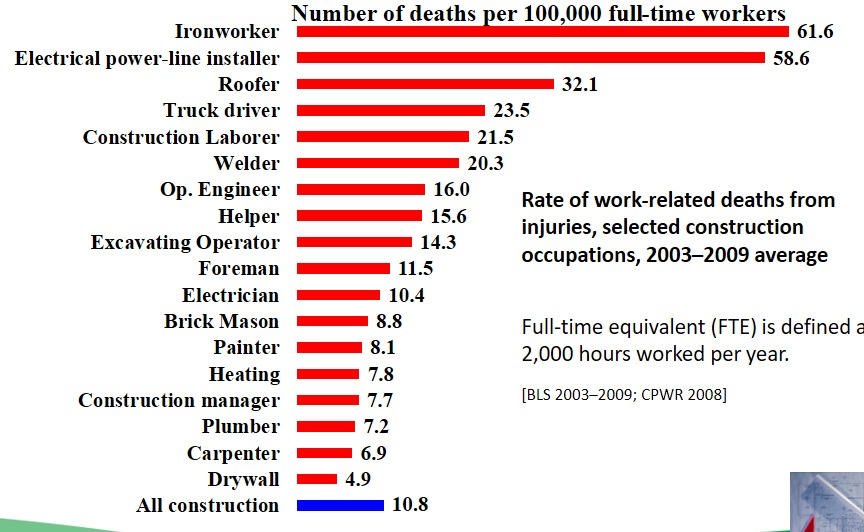 Number of deaths per 100,000 full-time workers
Ironworker 61.6
Electrical power-line installer 58.6
Roofer 32.1
Truck driver 23.5
Construction Laborer 21.5
Welder 20.3
Op. Engineer 16.0
Helper 15.6
Excavating Operator 14.3
Foreman 11.5
Electrician 10.4
Brick Mason 8.8
Painter 8.1
Heating 7.8
Construction manager 7.7
Plumber 7.2
Carpenter 6.9
Drywall 4.9
All construction 10.8
Rate of work-related deaths from
injuries, selected construction
occupations, 2003–2009 average
Full-time equivalent (FTE) is defined a
2,000 hours worked per year.
[BLS 2003–2009; CPWR 2008]